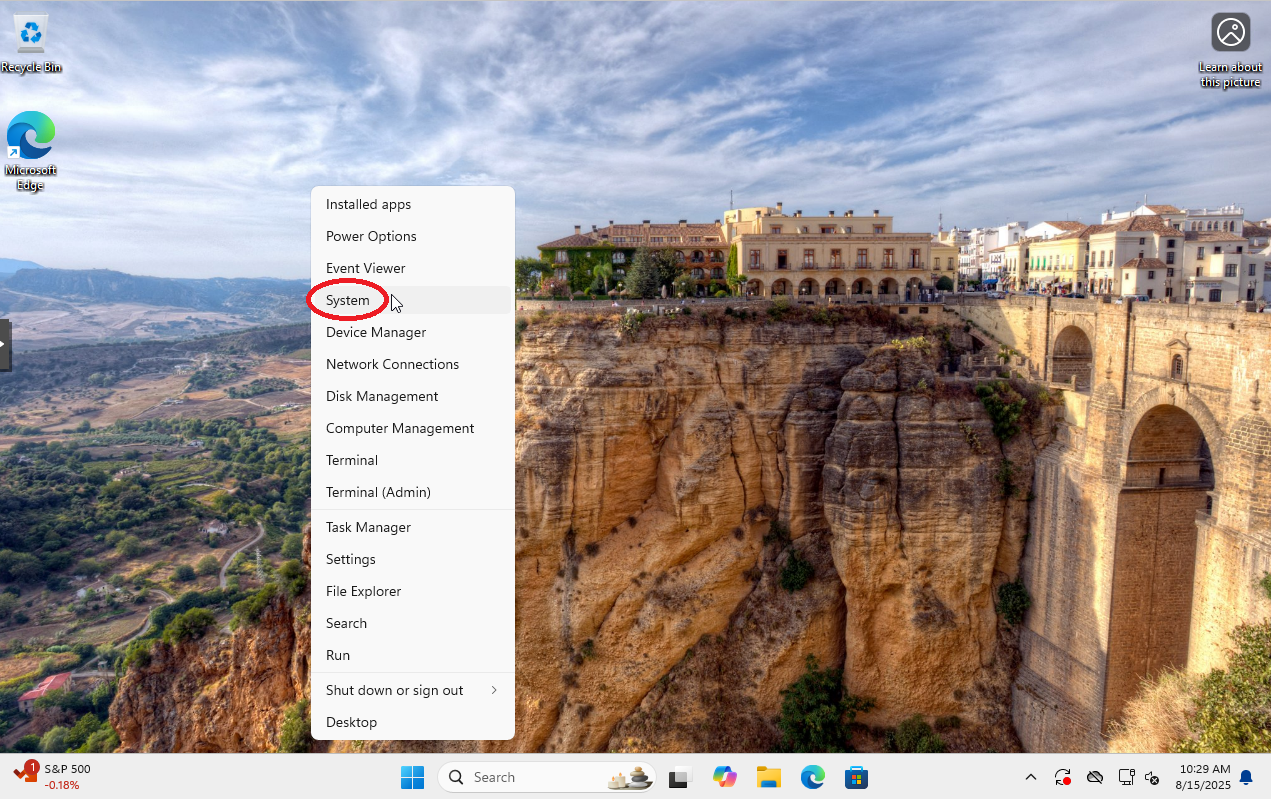 Recycle Bin
Learn about
this picture
Microsoft
Edge
Installed apps
Power Options
Event Viewer
System
Device Manager
Network Connections
Disk Management
Computer Management
Terminal
Terminal (Admin)
Task Manager
Settings
File Explorer
Search
Run
Shut down or sign out
Desktop
1
S&P 500
-0.18%
Search
10:29 AM
8/15/2025